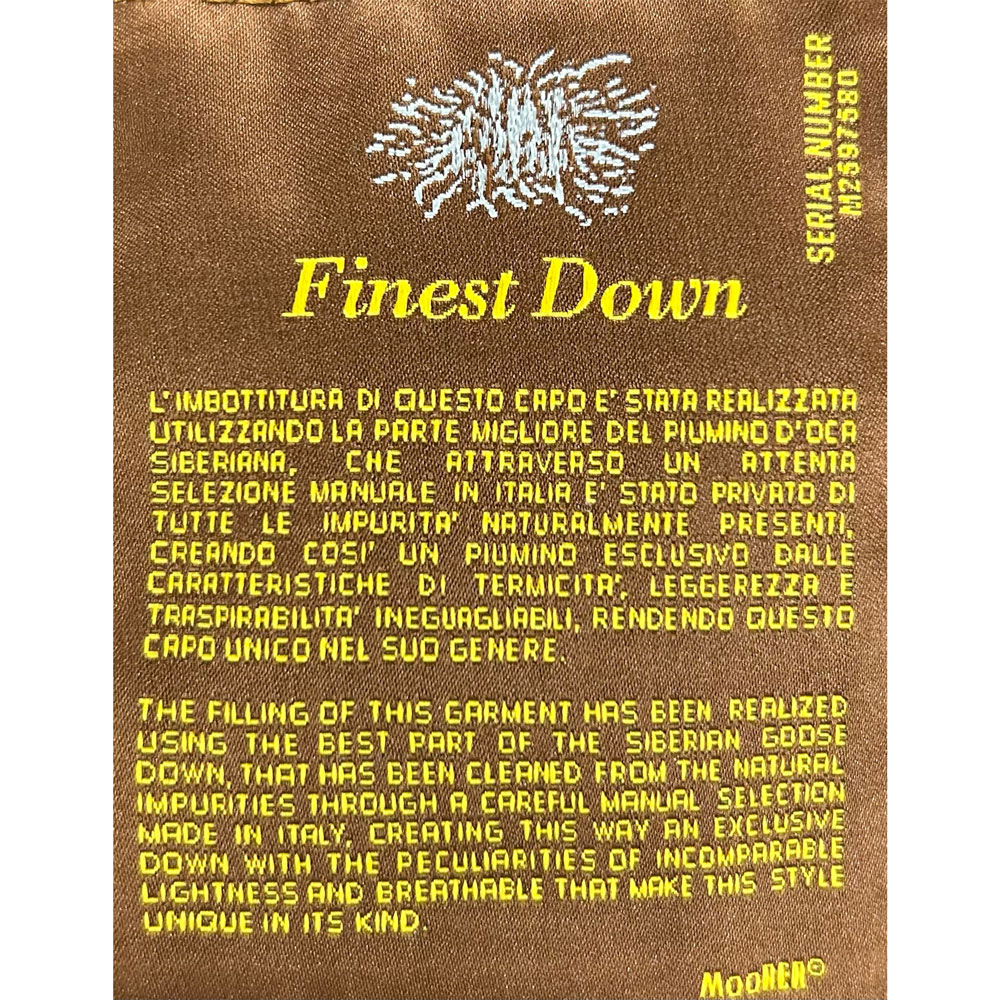 SERIAL NUMBER
M2597580
Finest Down
L'IMBOTTITURA DI QUESTO CAPO E' STATA REALIZZATA
UTILIZZANDO LA PARTE MIGLIORE DEL PIUMINO D'OCA
SIBERIANA, CHE ATTRAVERSO UN ATTENTA
SELEZIONE MANUALE IN ITALIA E' STATO PRIVATO DI
TUTTE LE IMPURITA' NATURALMENTE PRESENTI,
CREANDO COSI' UN PIUMINO ESCLUSIVO DALLE
CARATTERISTICHE DI TERMICITA', LEGGEREZZA E
TRASPIRABILITA' INEGUAGLIABILI, RENDENDO QUESTO
CAPO UNICO NEL SUO GENERE.
THE FILLING OF THIS GARMENT HAS BEEN REALIZED
USING THE BEST PART OF THE SIBERIAN GOOSE
DOWN, THAT HAS BEEN CLEANED FROM THE NATURAL
IMPURITIES THROUGH A CAREFUL MANUAL SELECTION
MADE IN ITALY, CREATING THIS WAY AN EXCLUSIVE
DOWN WITH THE PECULIARITIES OF INCOMPARABLE
LIGHTNESS AND BREATHABLE THAT MAKE THIS STYLE
UNIQUE IN ITS KIND.
MooRER©